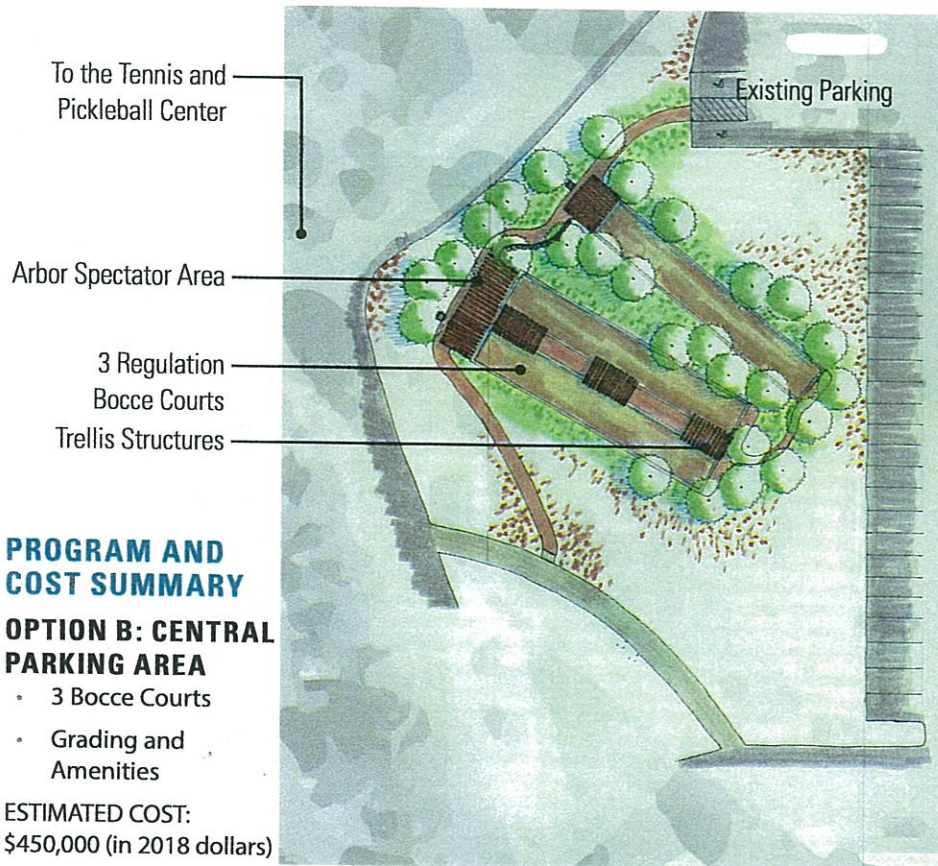 To the Tennis and
Pickleball Center
Existing Parking
Arbor Spectator Area
3 Regulation
Bocce Courts
Trellis Structures
PROGRAM AND
COST SUMMARY
OPTION B: CENTRAL
PARKING AREA
• 3 Bocce Courts
• Grading and
Amenities
ESTIMATED COST:
$450,000 (in 2018 dollars)